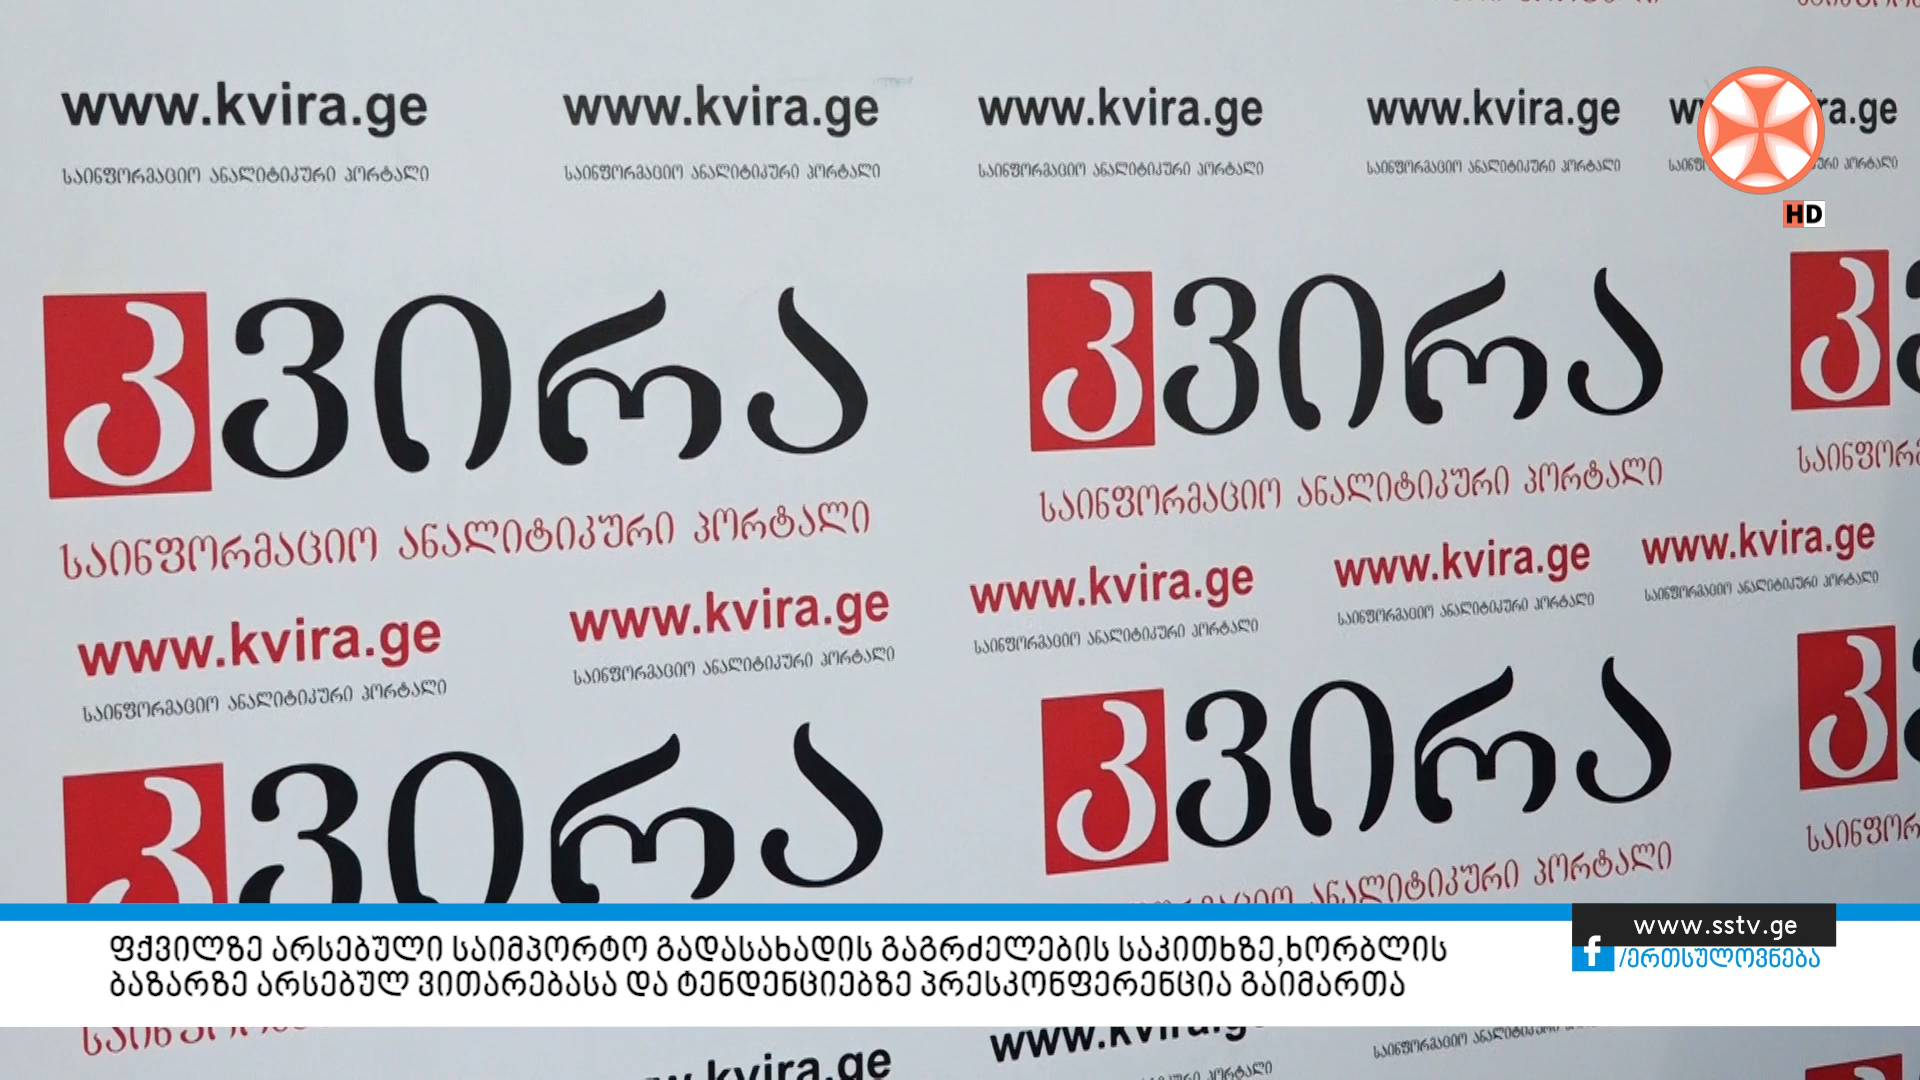 www.kvira.ge www.kvira.ge www.kvira.ge www.kvira.ge
საინფორმაციო ანალიტიკური პორტალი საინფორმაციო ანალიტიკური პორტალი საინფორმაციო ანალიტიკური პორტალი საინფორმაციო ანალიტიკური პორტალი
HD
კვირა კვირა
საინფორმაციო ანალიტიკური პორტალი საინფორმაციო ანალიტიკური პორტალი
www.kvira.ge www.kvira.ge www.kvira.ge www.kvira.ge www.kvira.ge
საინფორმაციო ანალიტიკური პორტალი საინფორმაციო ანალიტიკური პორტალი საინფორმაციო ანალიტიკური პორტალი საინფორმაციო ანალიტიკური პორტალი საინფორმაციო ანალიტიკური პორტალი
კვირა კვირა
ანალიტიკური პორტალი
www.sstv.ge
f /ერთსულოვნება
ფქვილზე არსებული საიმპორტო გადასახადის გაგრძელების საკითხზე,ხორბლის
ბაზარზე არსებულ ვითარებასა და ტენდენციებზე პრესკონფერენცია გაიმართა
www.kvira.ge